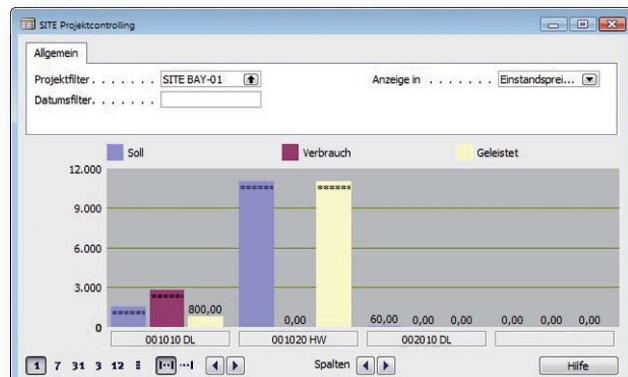 SITE Projektcontrolling
Allgemein
Projektfilter . . . . . . . SITE BAY-01
Anzeige in . . . . . . . Einstandsprei...
Datumsfilter. . . . . . . .
Soll Verbrauch Geleistet
12.000
9.000
6.000
3.000
0
****** ****** 800,00
****** 0,00 ******
60,00 0,00 0,00
0,00 0,00 0,00
001010 DL 001020 HW 002010 DL
1 7 31 3 12 Spalten Hilfe